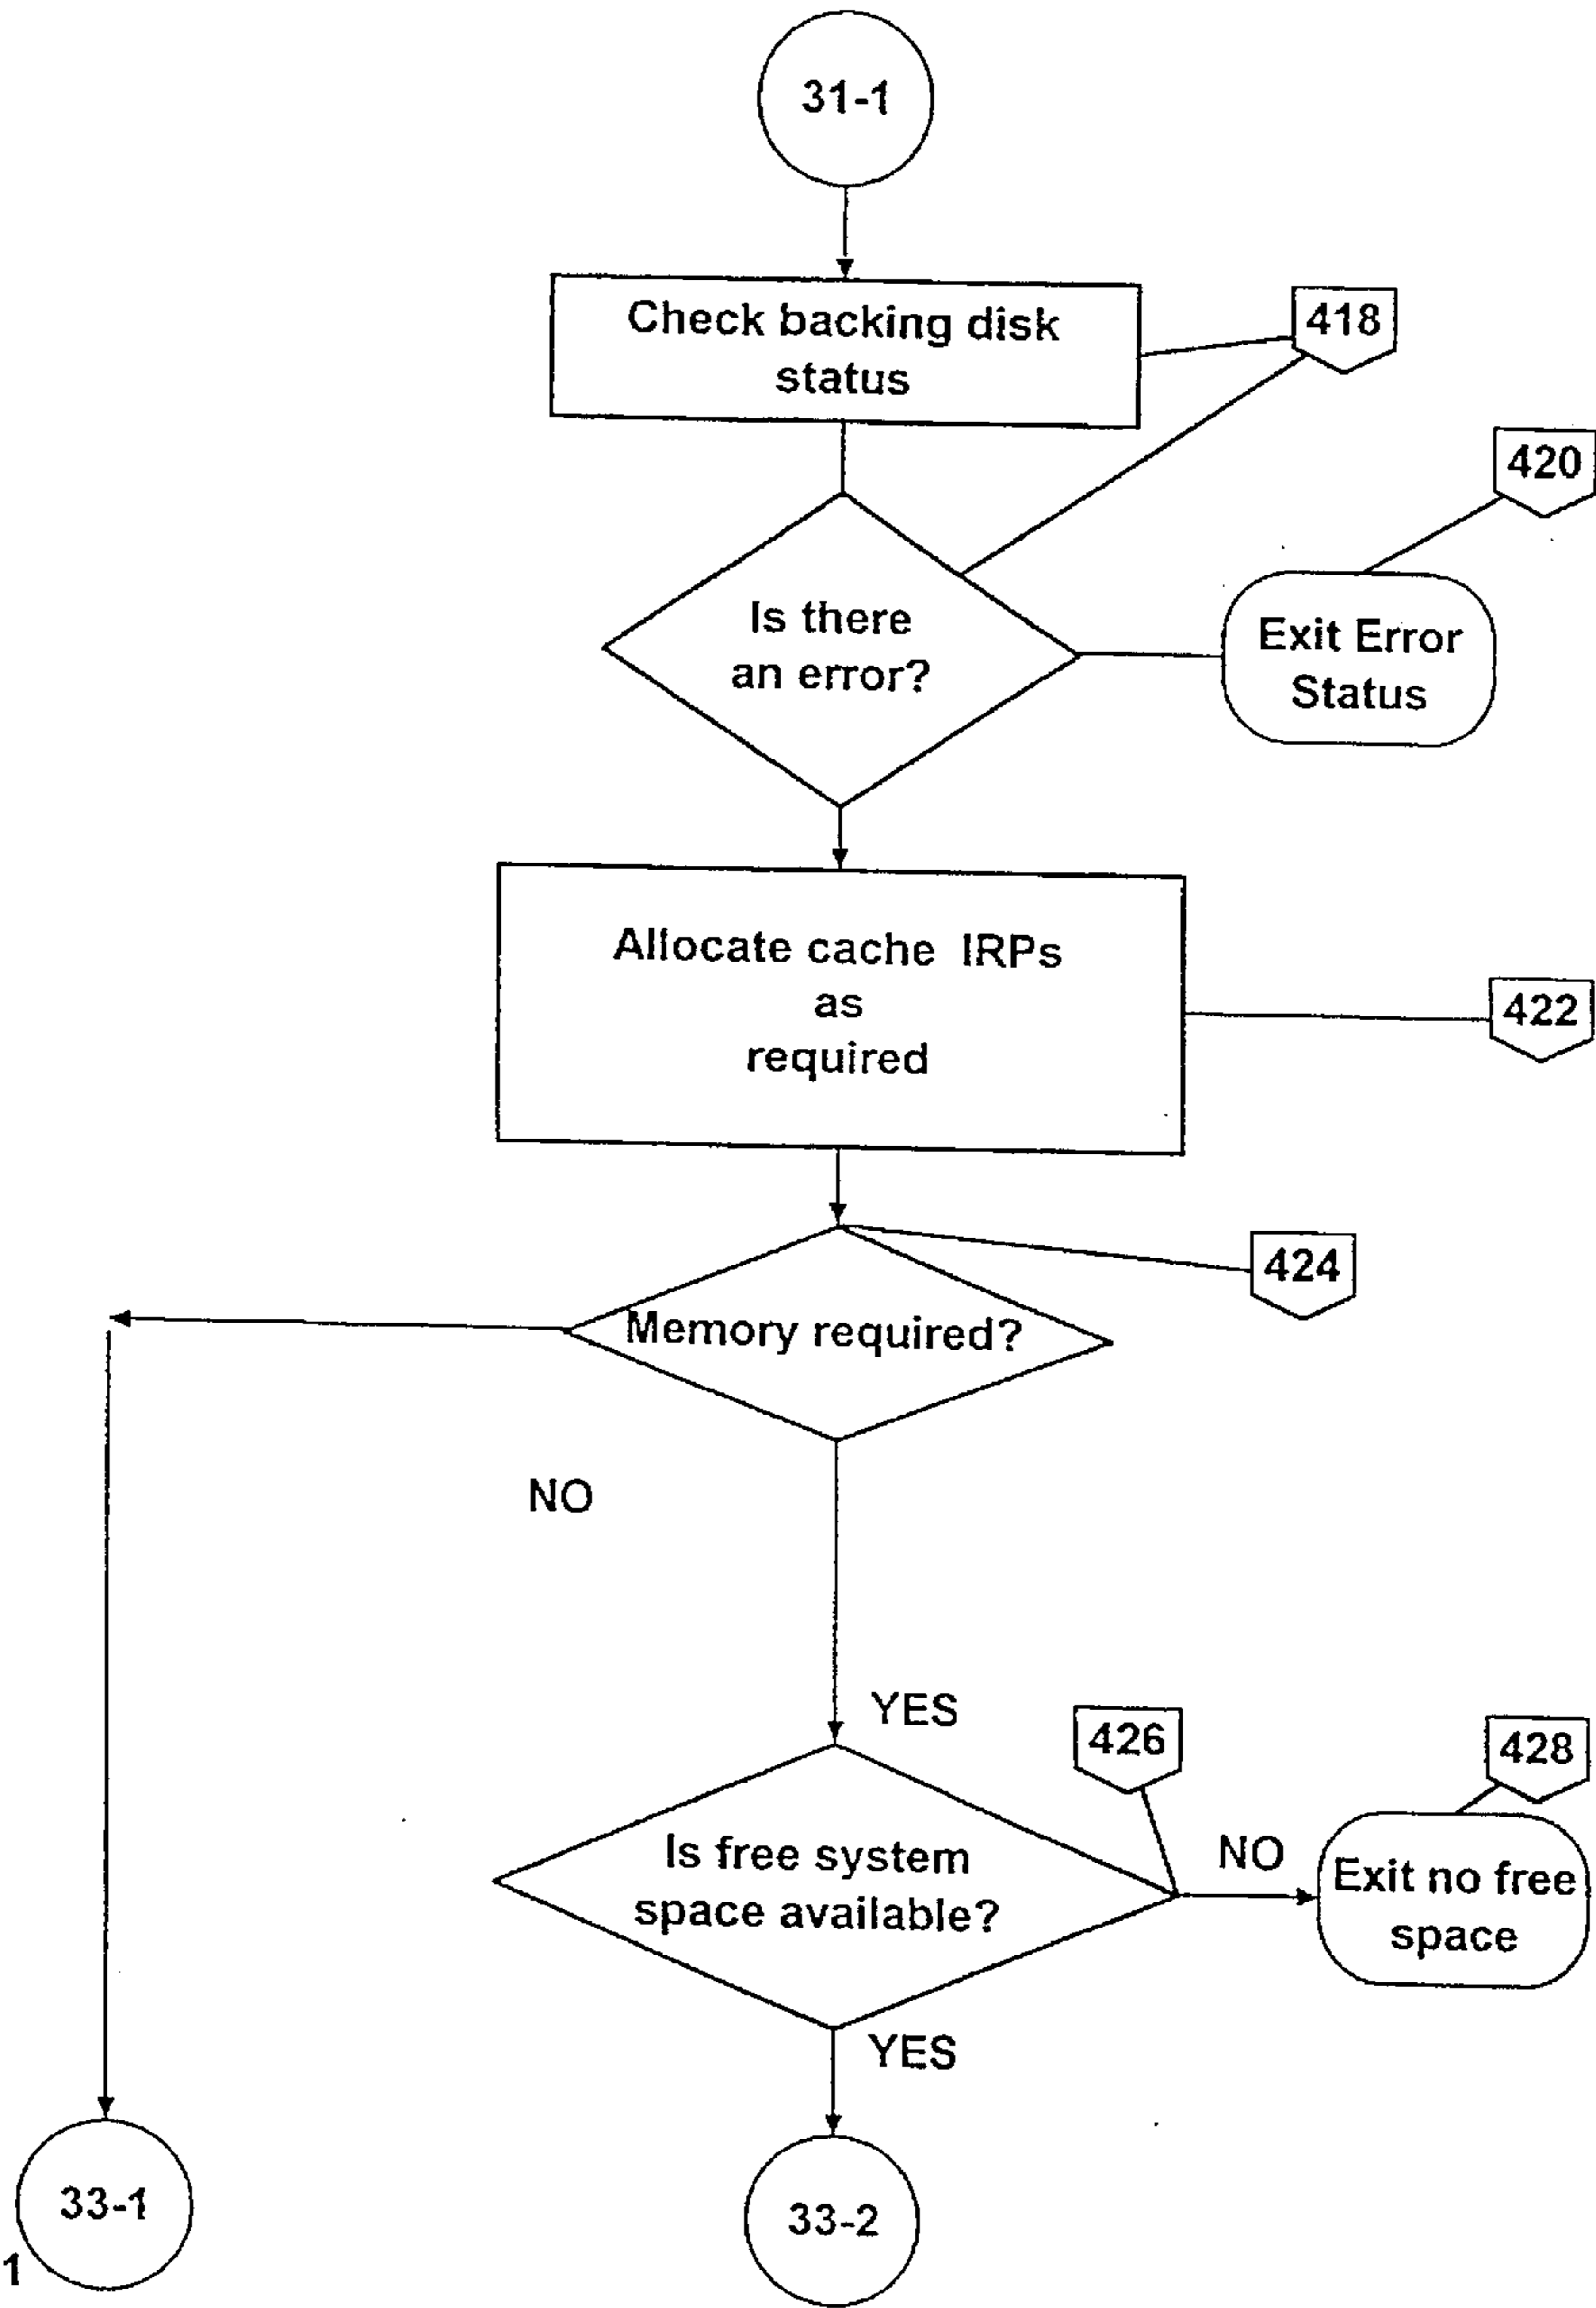 31-1
Check backing disk
status
418
420
Is there
an error?
Exit Error
Status
Allocate cache IRPs
as
required
422
424
Memory required?
NO
YES
426
428
Is free system
space available?
NO
Exit no free
space
YES
33-1
33-2
1